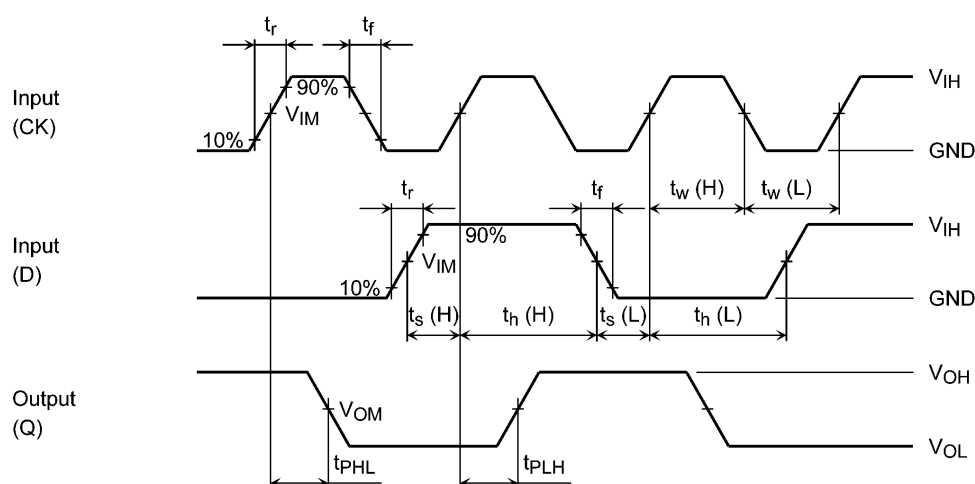 tr tf
Input
(CK)
90%
VIM
10%
VIH
GND
tr tf tw (H) tw (L)
Input
(D)
90%
VIM
10%
VIH
GND
ts (H) th (H) ts (L) th (L)
Output
(Q)
VOM
VOH
VOL
tPHL tPLH